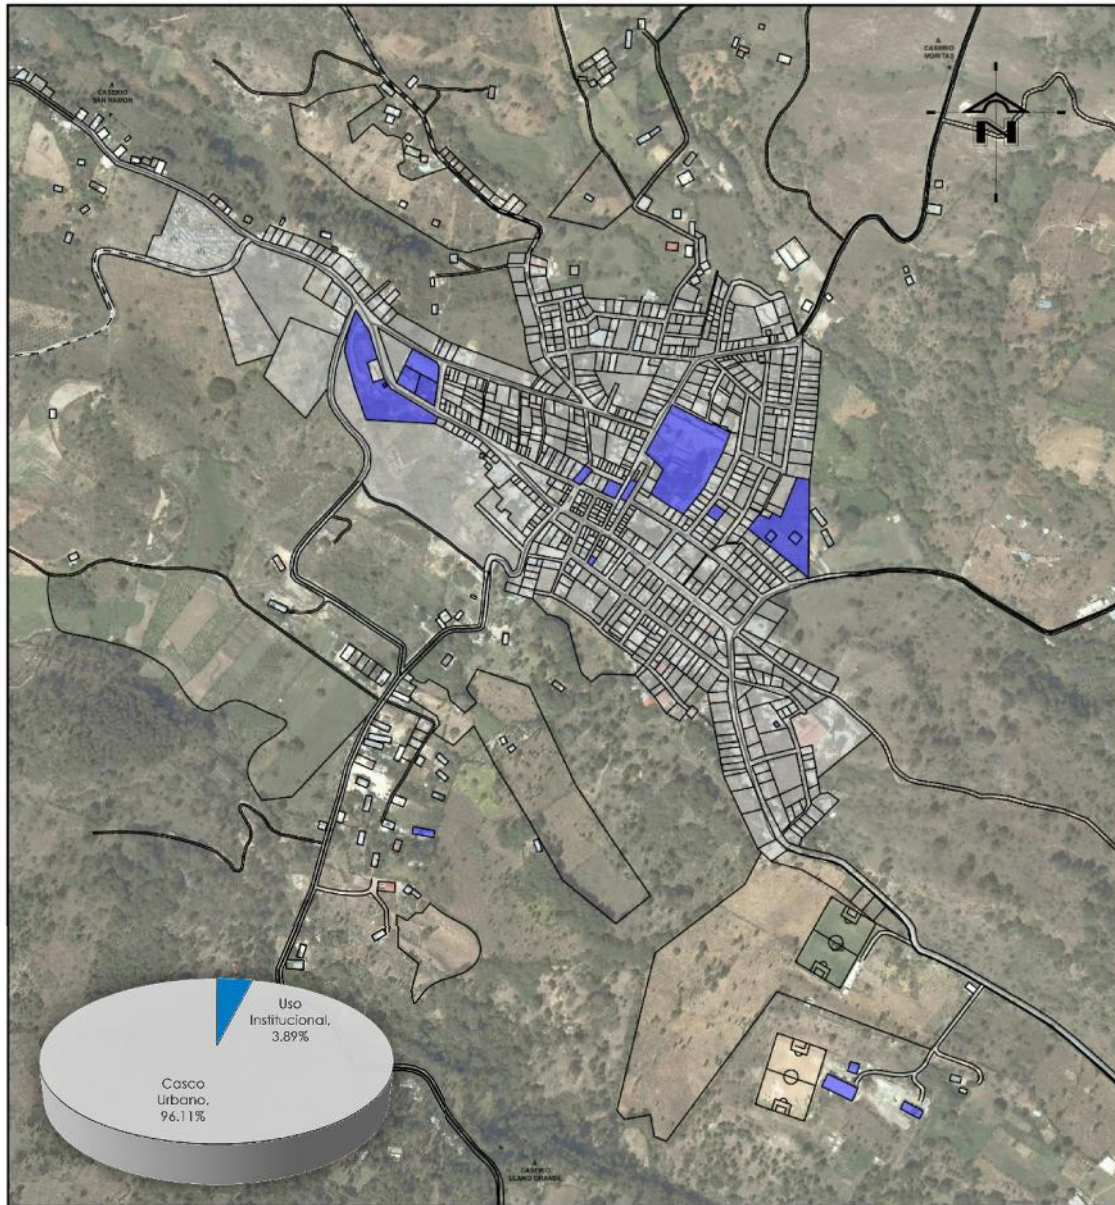 A
CASERIO
MORITAS
A
CASERIO
SAN RAMON
N
Uso
Institucional,
3.89%
Casco
Urbano,
96.11%
A
CASERIO
LLANO GRANDE